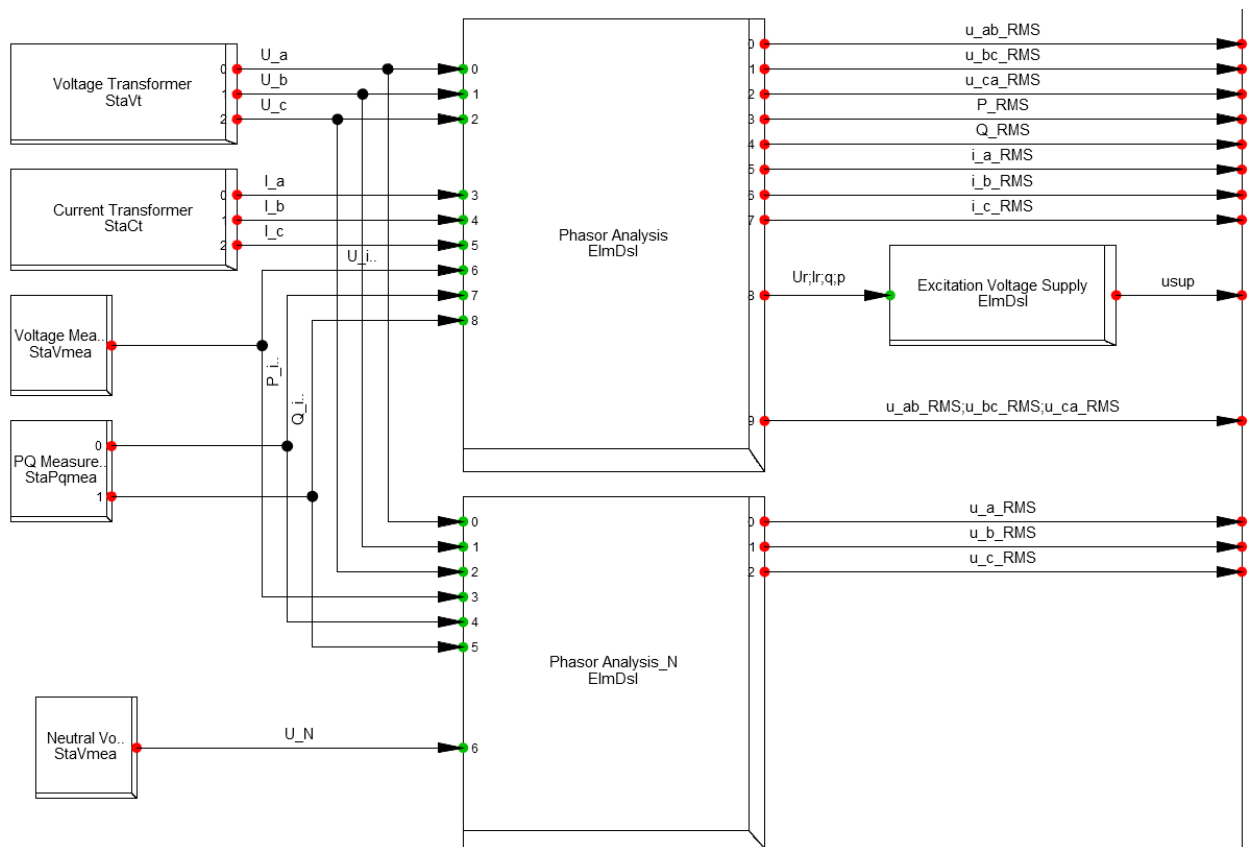 Voltage Transformer
StaVt
0
1
2
U_a
U_b
U_c
Current Transformer
StaCt
0
1
2
I_a
I_b
I_c
U_i..
Voltage Mea..
StaVmea
P_i..
Q_i..
PQ Measure..
StaPqmea
0
1
Neutral Vo..
StaVmea
U_N
0
1
2
3
4
5
6
7
8
Phasor Analysis
ElmDsl
0
1
2
3
4
5
6
7
8
9
u_ab_RMS
u_bc_RMS
u_ca_RMS
P_RMS
Q_RMS
i_a_RMS
i_b_RMS
i_c_RMS
Ur;Ir;q;p
Excitation Voltage Supply
ElmDsl
usup
u_ab_RMS;u_bc_RMS;u_ca_RMS
0
1
2
3
4
5
6
Phasor Analysis_N
ElmDsl
0
1
2
u_a_RMS
u_b_RMS
u_c_RMS